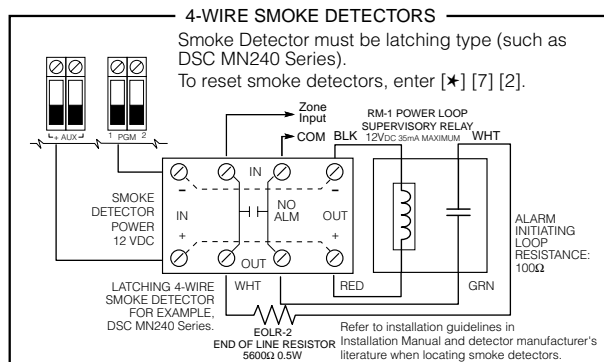 4-WIRE SMOKE DETECTORS
Smoke Detector must be latching type (such as
DSC MN240 Series).
To reset smoke detectors, enter [★] [7] [2].
+ AUX –
1 PGM 2
Zone
Input
COM
BLK
RM-1 POWER LOOP
SUPERVISORY RELAY
12VDC 35mA MAXIMUM
WHT
SMOKE
DETECTOR
POWER
12 VDC
–
IN
+
IN
NO
ALM
–
OUT
+
OUT
ALARM
INITIATING
LOOP
RESISTANCE:
100Ω
LATCHING 4-WIRE
SMOKE DETECTOR
FOR EXAMPLE,
DSC MN240 Series.
WHT
RED
GRN
EOLR-2
END OF LINE RESISTOR
5600Ω 0.5W
Refer to installation guidelines in
Installation Manual and detector manufacturer's
literature when locating smoke detectors.